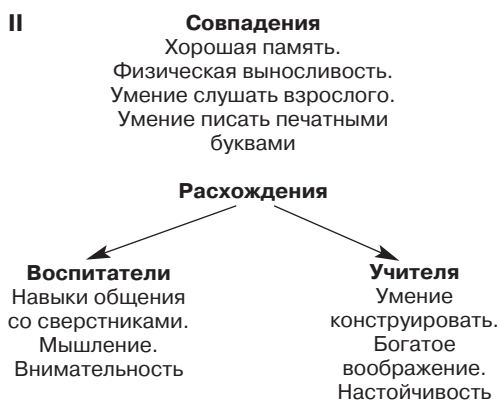 II
Совпадения
Хорошая память.
Физическая выносливость.
Умение слушать взрослого.
Умение писать печатными
буквами
Расхождения
Воспитатели
Навыки общения
со сверстниками.
Мышление.
Внимательность
Учителя
Умение
конструировать.
Богатое
воображение.
Настойчивость